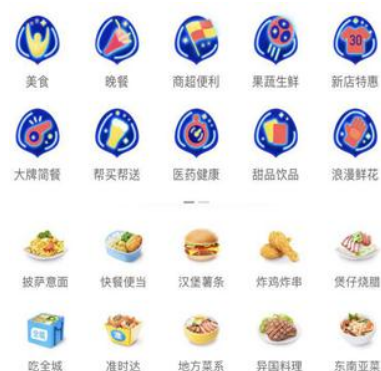 30
美食 晚餐 商超便利 果蔬生鲜 新店特惠
大牌简餐 帮买帮送 医药健康 甜品饮品 浪漫鲜花
披萨意面 快餐便当 汉堡薯条 炸鸡炸串 煲仔烧腊
吃全城 准时达 地方菜系 异国料理 东南亚菜